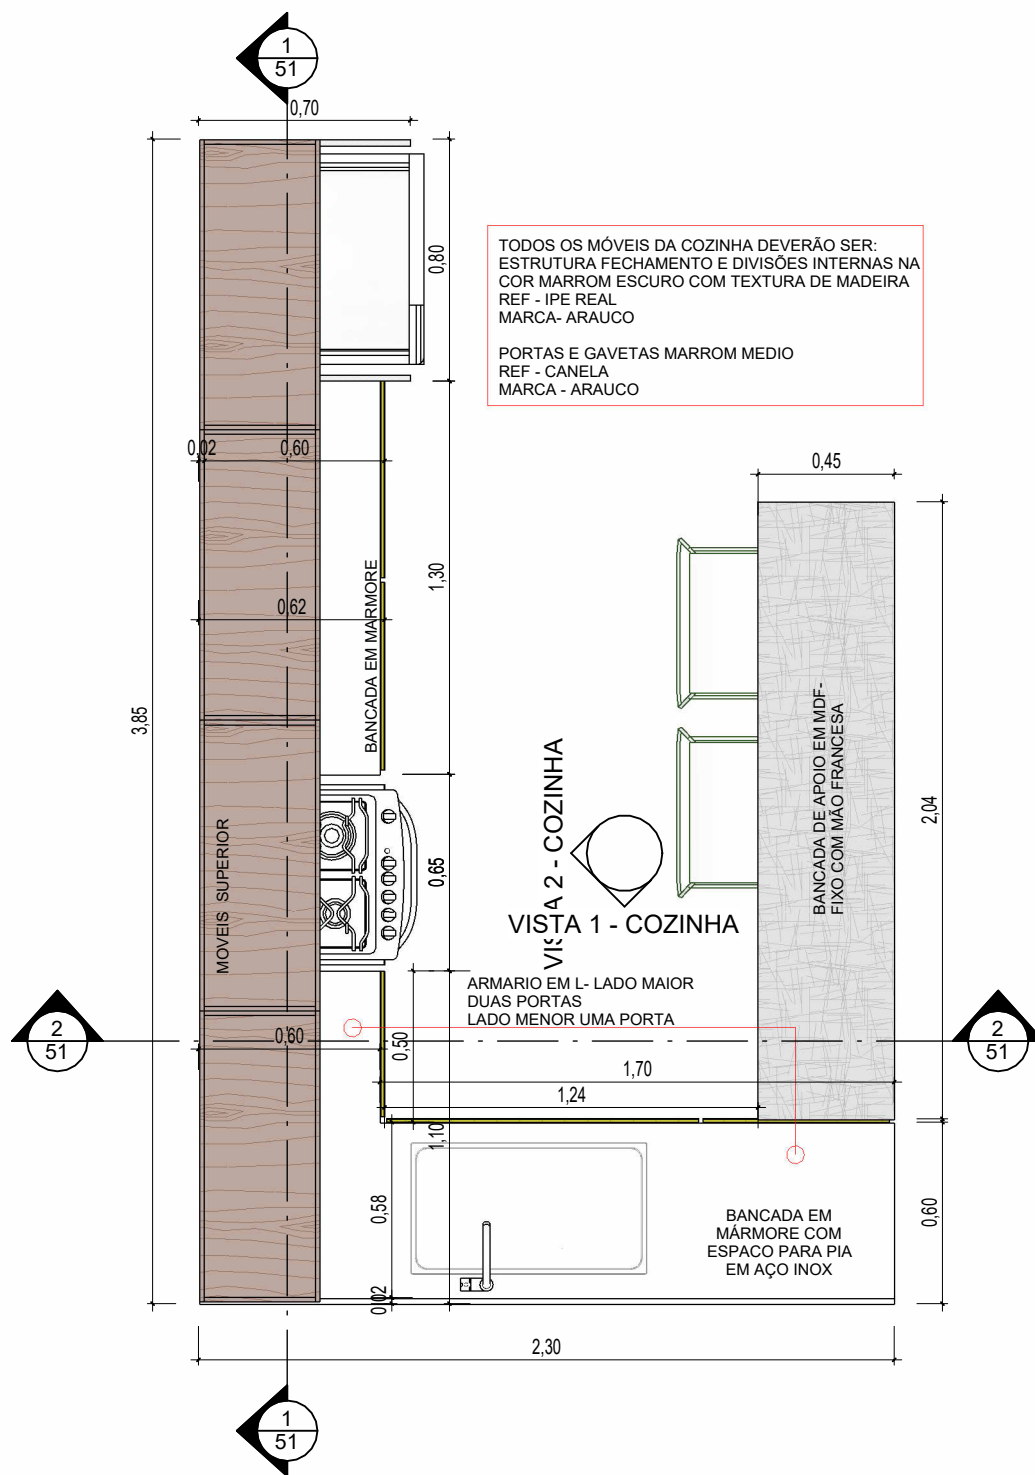 1
51
0,70
TODOS OS MÓVEIS DA COZINHA DEVERÃO SER:
ESTRUTURA FECHAMENTO E DIVISÕES INTERNAS NA
COR MARROM ESCURO COM TEXTURA DE MADEIRA
REF - IPE REAL
MARCA- ARAUCO
PORTAS E GAVETAS MARROM MEDIO
REF - CANELA
MARCA - ARAUCO
0,80
0,02
0,60
0,45
1,30
0,62
BANCADA EM MARMORE
3,85
MOVEIS SUPERIOR
0,65
VISTA 2 - COZINHA
VISTA 1 - COZINHA
BANCADA DE APOIO EM MDF-
FIXO COM MÃO FRANCESA
2,04
ARMARIO EM L- LADO MAIOR
DUAS PORTAS
LADO MENOR UMA PORTA
2
51
2
51
0,60
0,50
1,70
1,24
1,10
0,58
0,02
BANCADA EM
MÁRMORE COM
ESPACO PARA PIA
EM AÇO INOX
0,60
2,30
1
51